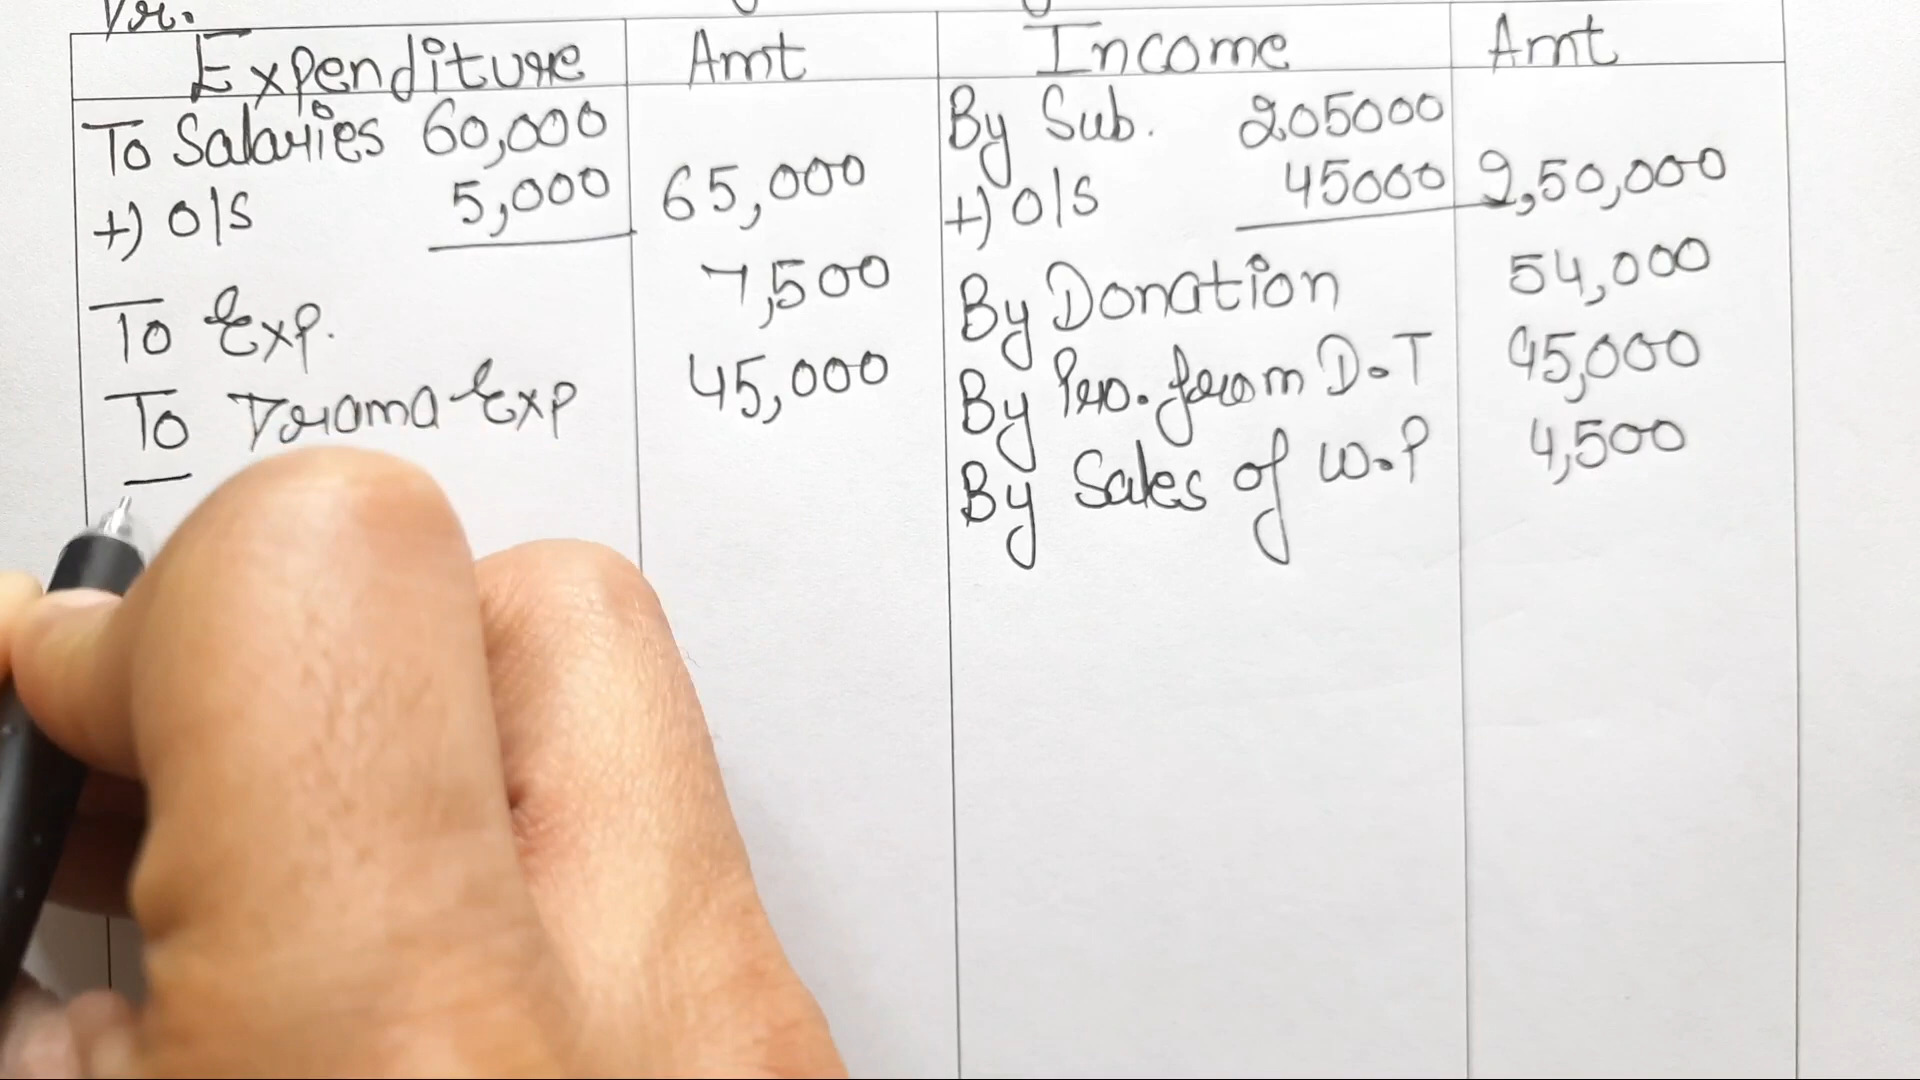 Dr.
Expenditure Amt Income Amt
To Salaries 60,000 By Sub. 205000
+) O/S 5,000 65,000 +) O/S 45000 2,50,000
To Exp. 7,500 By Donation 54,000
To Drama Exp 45,000 By Pro. from D.T 95,000
By Sales of W.P 4,500